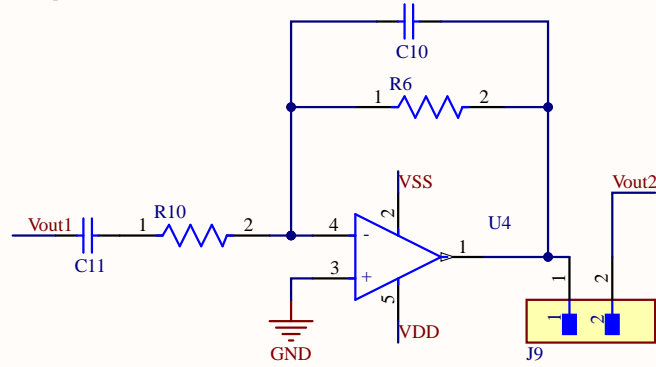 C10
R6
1 2
VSS
Vout2
R10
2
U4
Vout1
1 2
4
-
1
C11
3
+
1 2
5
VDD
1 2
GND
J9